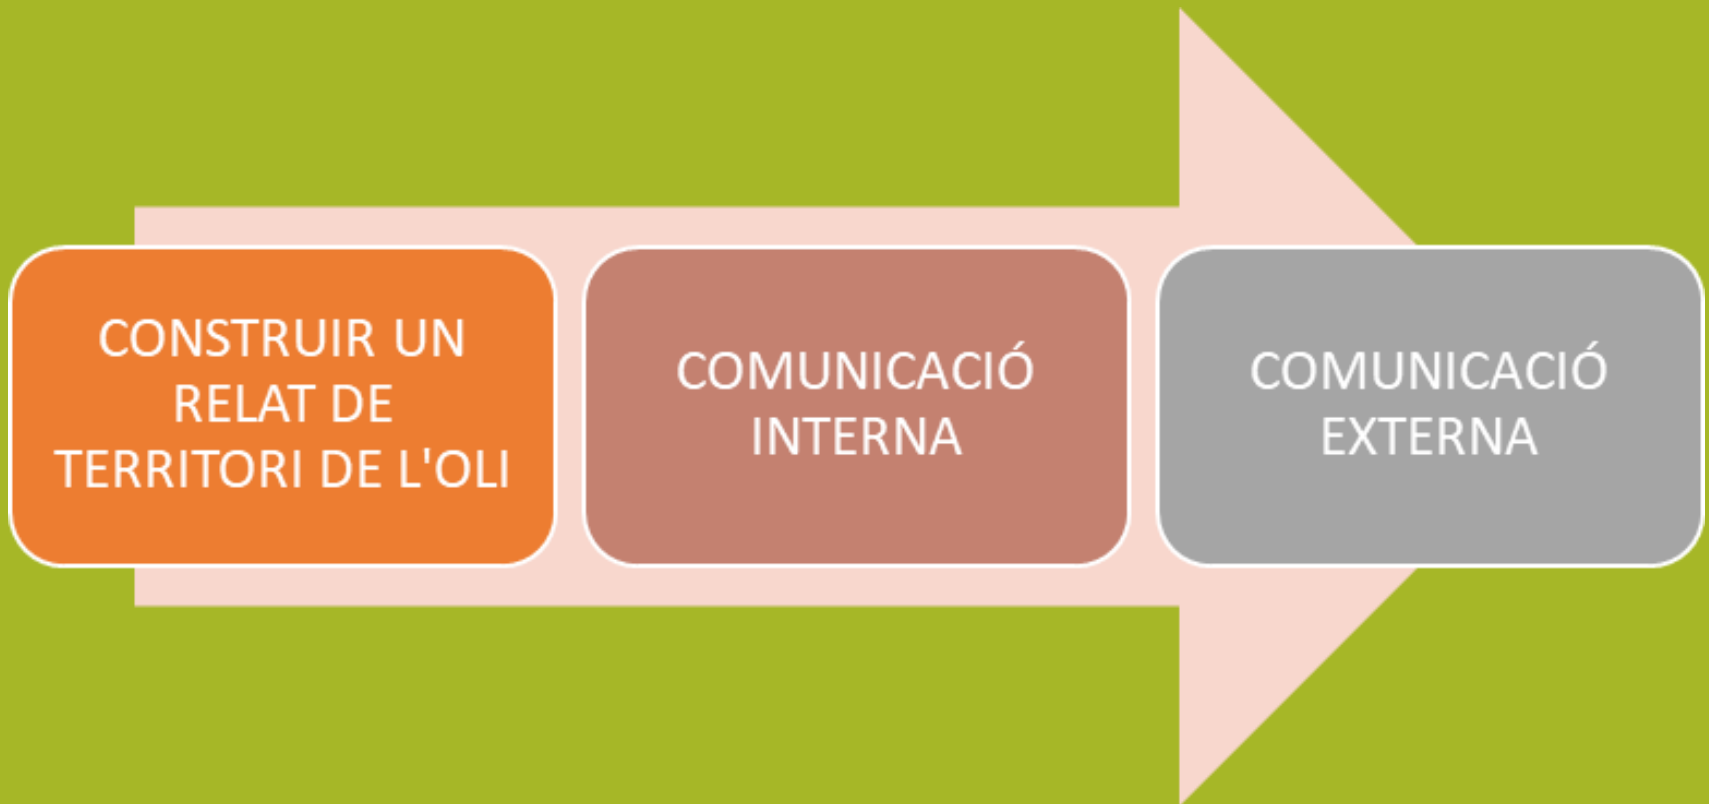 CONSTRUIR UN
RELAT DE
TERRITORI DE L'OLI
COMUNICACIÓ
INTERNA
COMUNICACIÓ
EXTERNA